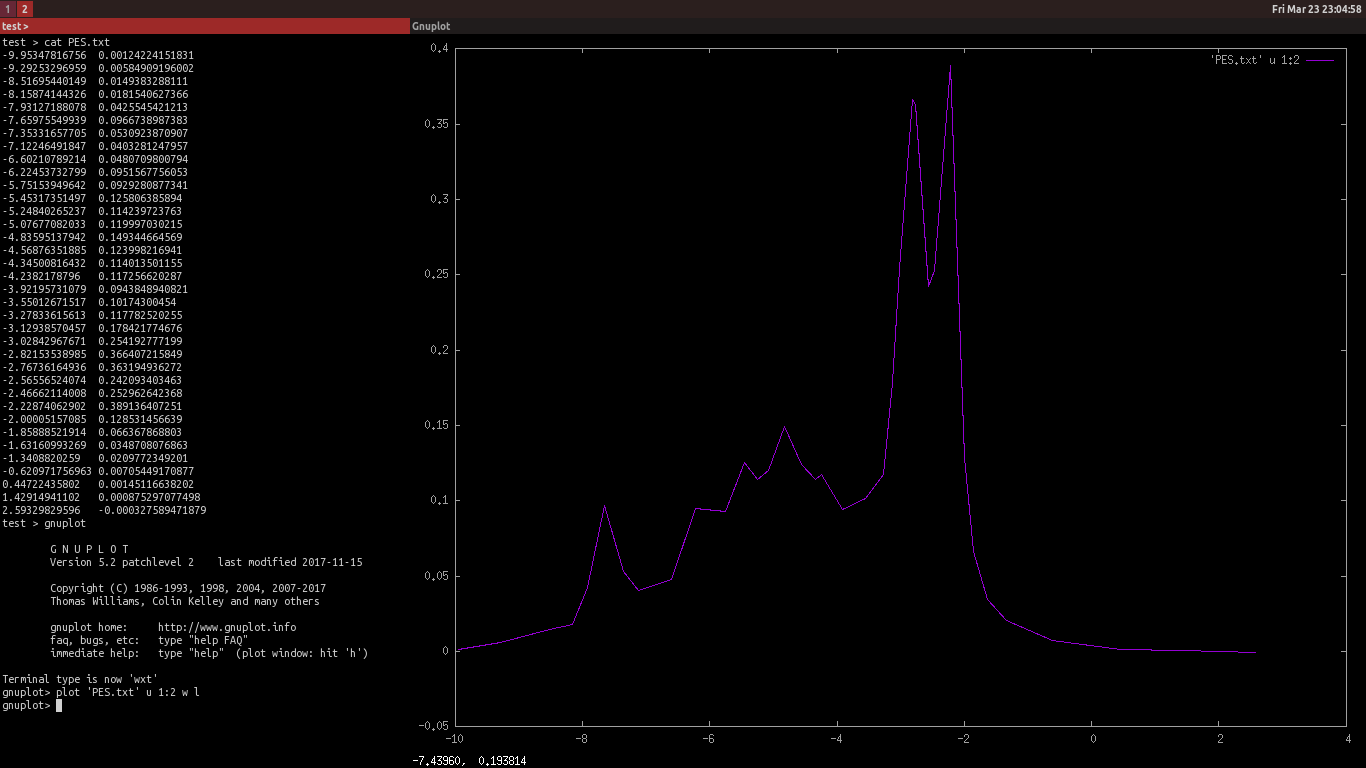 1 2 Fri Mar 23 23:04:58
test > Gnuplot
test > cat PES.txt
-9.95347816756 0.00124224151831
-9.29253296959 0.00584909196002
-8.51695440149 0.0149383288111
-8.15874144326 0.0181540627366
-7.93127188078 0.0425545421213
-7.65975549939 0.0966738987383
-7.35331657705 0.0530923870907
-7.12246491847 0.0403281247957
-6.60210789214 0.0480709800794
-6.22453732799 0.0951567756053
-5.75153949642 0.0929280877341
-5.45317351497 0.125806385894
-5.24840265237 0.114239723763
-5.07677082033 0.119997030215
-4.83595137942 0.149344664569
-4.56876351885 0.123998216941
-4.34500816432 0.114013501155
-4.2382178796 0.117256620287
-3.92195731079 0.0943848940821
-3.55012671517 0.10174300454
-3.27833615613 0.117782520255
-3.12938570457 0.178421774676
-3.02842967671 0.254192777199
-2.82153538985 0.366407215849
-2.76736164936 0.363194936272
-2.56556524074 0.242093403463
-2.46662114008 0.252962642368
-2.22874062902 0.389136407251
-2.00005157085 0.128531456639
-1.85888521914 0.066367868803
-1.63160993269 0.0348708076863
-1.3408820259 0.0209772349201
-0.620971756963 0.00705449170877
0.44722435802 0.00145116638202
1.42914941102 0.000875297077498
2.59329829596 -0.000327589471879
test > gnuplot
G N U P L O T
Version 5.2 patchlevel 2 last modified 2017-11-15
Copyright (C) 1986-1993, 1998, 2004, 2007-2017
Thomas Williams, Colin Kelley and many others
gnuplot home: http://www.gnuplot.info
faq, bugs, etc: type "help FAQ"
immediate help: type "help" (plot window: hit 'h')
Terminal type is now 'wxt'
gnuplot> plot 'PES.txt' u 1:2 w l
gnuplot>
'PES.txt' u 1:2
0.4
0.35
0.3
0.25
0.2
0.15
0.1
0.05
0
-0.05
-10 -8 -6 -4 -2 0 2 4
-7.43960, 0.193814